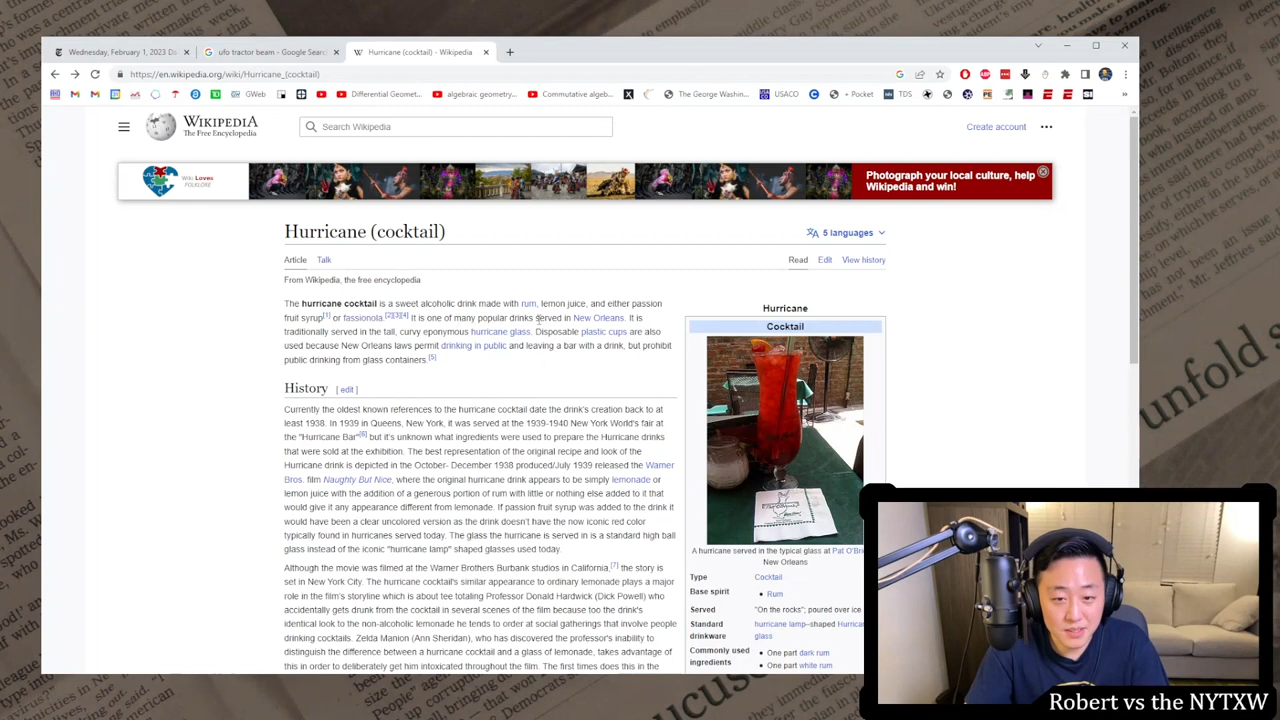 Wednesday, February 1, 2023 Da
ufo tractor beam - Google Searc
Hurricane (cocktail) - Wikipedia
https://en.wikipedia.org/wiki/Hurricane_(cocktail)
GWeb
Differential Geomet...
algebraic geometry...
Commutative algeb...
The George Washin...
USACO
+ Pocket
TDS
WIKIPEDIA
The Free Encyclopedia
Search Wikipedia
Create account
Wiki Loves
FOLKLORE
Photograph your local culture, help
Wikipedia and win!
Hurricane (cocktail)
5 languages
Article Talk
Read Edit View history
From Wikipedia, the free encyclopedia
The hurricane cocktail is a sweet alcoholic drink made with rum, lemon juice, and either passion
fruit syrup[1] or fassionola.[2][3][4] It is one of many popular drinks served in New Orleans. It is
traditionally served in the tall, curvy eponymous hurricane glass. Disposable plastic cups are also
used because New Orleans laws permit drinking in public and leaving a bar with a drink, but prohibit
public drinking from glass containers.[5]
History [ edit ]
Currently the oldest known references to the hurricane cocktail date the drink's creation back to at
least 1938. In 1939 in Queens, New York, it was served at the 1939-1940 New York World's fair at
the "Hurricane Bar"[6] but it's unknown what ingredients were used to prepare the Hurricane drinks
that were sold at the exhibition. The best representation of the original recipe and look of the
Hurricane drink is depicted in the October- December 1938 produced/July 1939 released the Warner
Bros. film Naughty But Nice, where the original hurricane drink appears to be simply lemonade or
lemon juice with the addition of a generous portion of rum with little or nothing else added to it that
would give it any appearance different from lemonade. If passion fruit syrup was added to the drink it
would have been a clear uncolored version as the drink doesn't have the now iconic red color
typically found in hurricanes served today. The glass the hurricane is served in is a standard high ball
glass instead of the iconic "hurricane lamp" shaped glasses used today.
Although the movie was filmed at the Warner Brothers Burbank studios in California,[7] the story is
set in New York City. The hurricane cocktail's similar appearance to ordinary lemonade plays a major
role in the film's storyline which is about tee totaling Professor Donald Hardwick (Dick Powell) who
accidentally gets drunk from the cocktail in several scenes of the film because too the drink's
identical look to the non-alcoholic lemonade he tends to order at social gatherings that involve people
drinking cocktails. Zelda Manion (Ann Sheridan), who has discovered the professor's inability to
distinguish the difference between a hurricane cocktail and a glass of lemonade, takes advantage of
this in order to deliberately get him intoxicated throughout the film. The first times does this in the
Hurricane
Cocktail
A hurricane served in the typical glass at Pat O'Bri
New Orleans
Type Cocktail
Base spirit • Rum
Served "On the rocks"; poured over ice
Standard drinkware hurricane lamp–shaped Hurrican
glass
Commonly used ingredients • One part dark rum
• One part white rum
unfold s
Robert vs the NYTXW